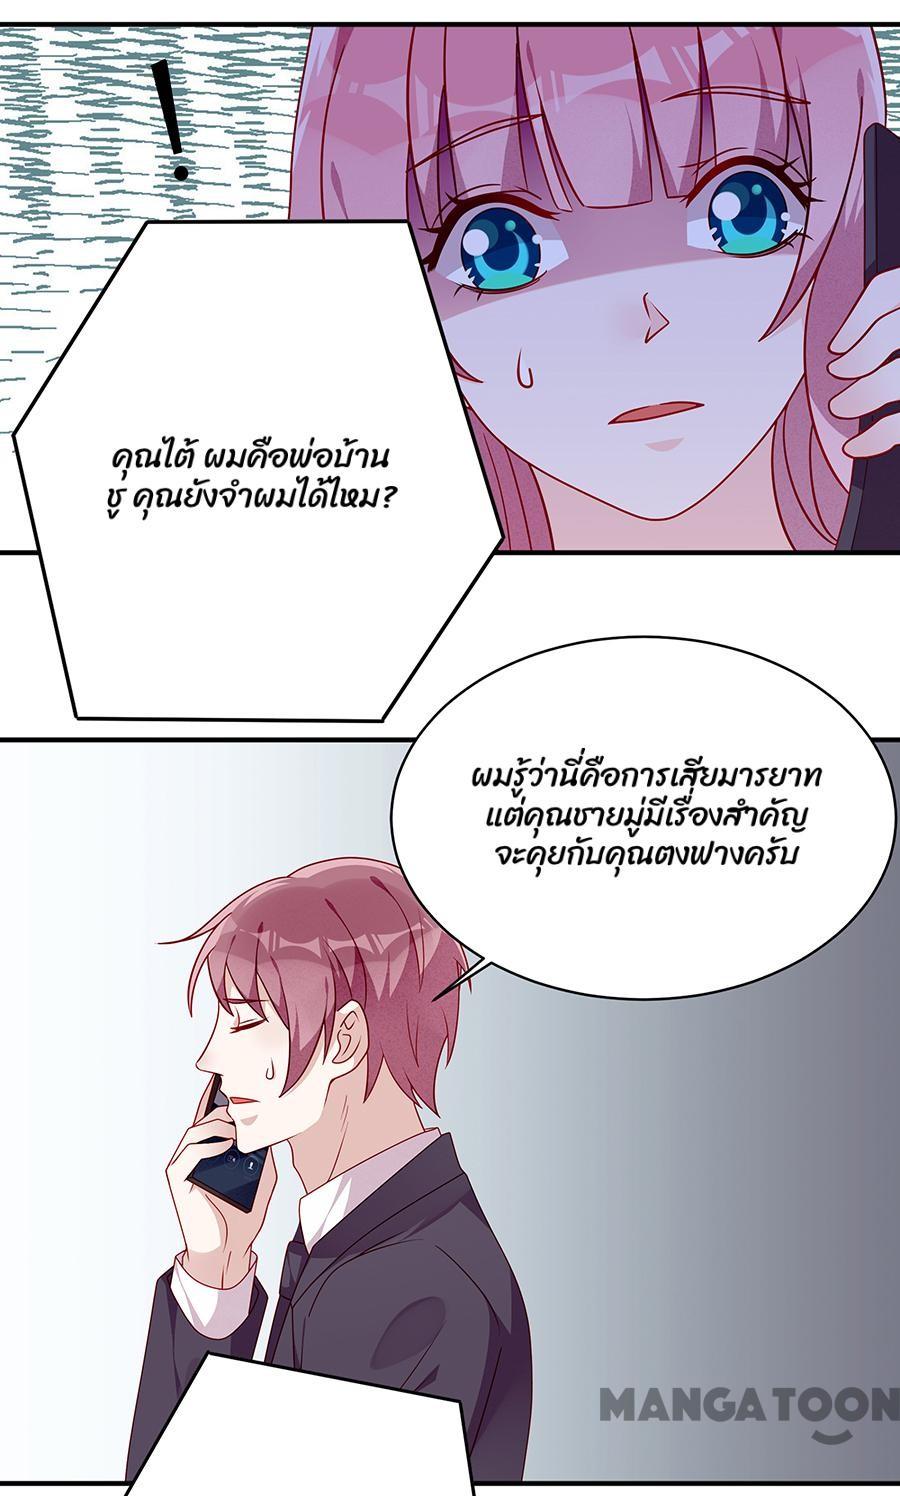 !
คุณไต้ ผมคือพ่อบ้าน
ชู คุณยังจำผมได้ไหม?
ผมรู้ว่านี่คือการเสียมารยาท
แต่คุณชายมู่มีเรื่องสำคัญ
จะคุยกับคุณตงฟางครับ
MANGATOON